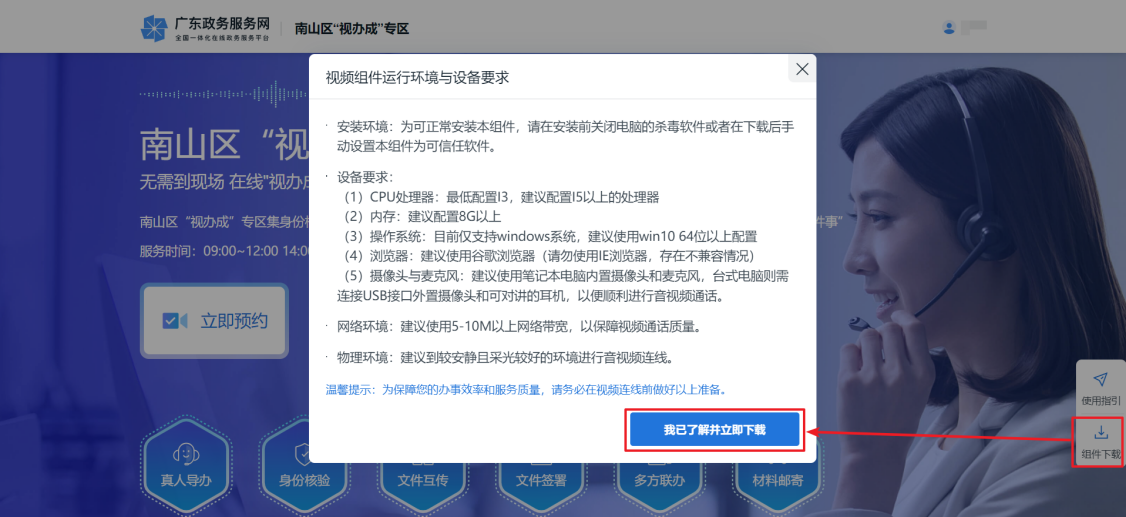 广东政务服务网
全国一体化在线政务服务平台
南山区“视办成”专区
视频组件运行环境与设备要求
· 安装环境：为可正常安装本组件，请在安装前关闭电脑的杀毒软件或者在下载后手
动设置本组件为可信任软件。
· 设备要求：
（1）CPU处理器：最低配置I3，建议配置I5以上的处理器
（2）内存：建议配置8G以上
（3）操作系统：目前仅支持windows系统，建议使用win10 64位以上配置
（4）浏览器：建议使用谷歌浏览器（请勿使用IE浏览器，存在不兼容情况）
（5）摄像头与麦克风：建议使用笔记本电脑内置摄像头和麦克风，台式电脑则需
连接USB接口外置摄像头和可对讲的耳机，以便顺利进行音视频通话。
· 网络环境：建议使用5-10M以上网络带宽，以保障视频通话质量。
· 物理环境：建议到较安静且采光较好的环境进行音视频连线。
温馨提示：为保障您的办事效率和服务质量，请务必在视频连线前做好以上准备。
我已了解并立即下载
南山区“视
无需到现场 在线"视办
南山区“视办成”专区集身份
件事”
服务时间：09:00~12:00 14:0
立即预约
使用指引
组件下载
真人导办
身份核验
文件互传
文件签署
多方联办
材料邮寄